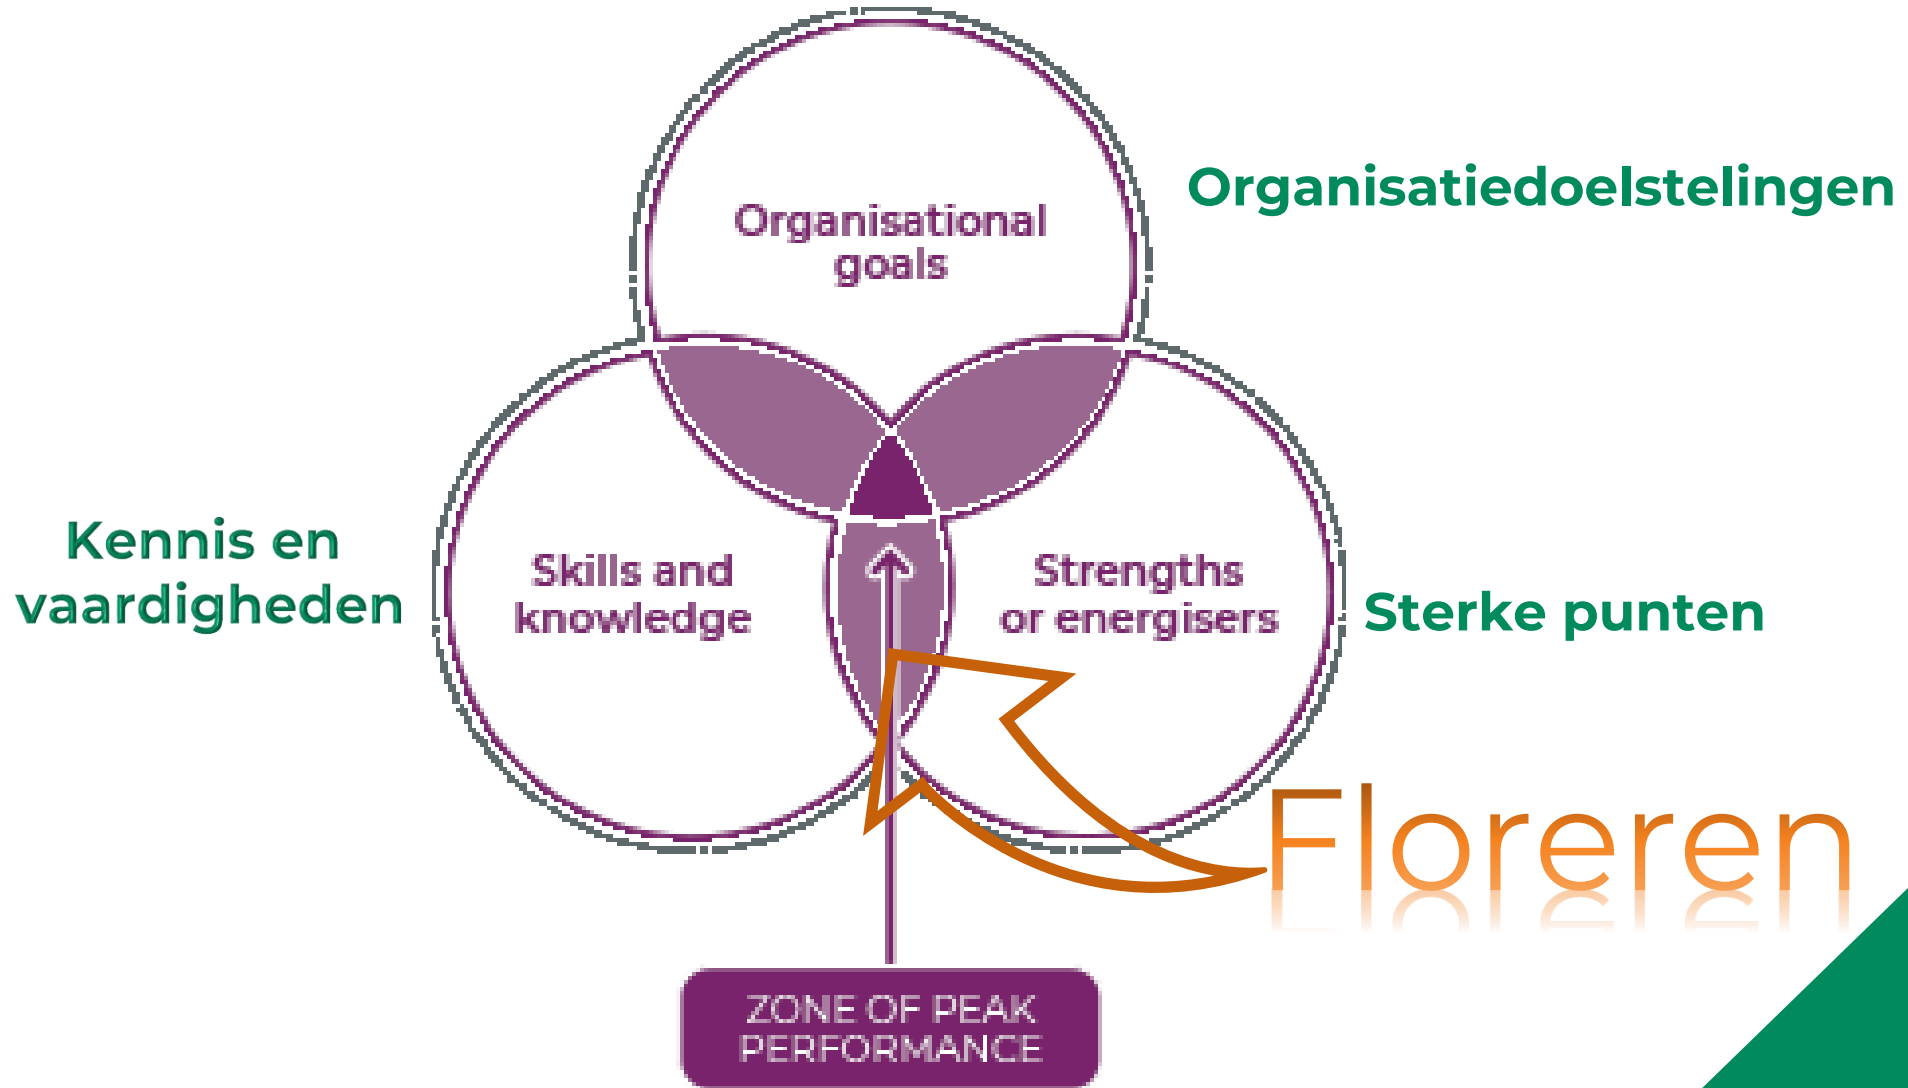 Organisatiedoelstelingen
Organisational
goals
Kennis en
vaardigheden
Skills and
knowledge
Strengths
or energisers
Sterke punten
Floreren
ZONE OF PEAK
PERFORMANCE